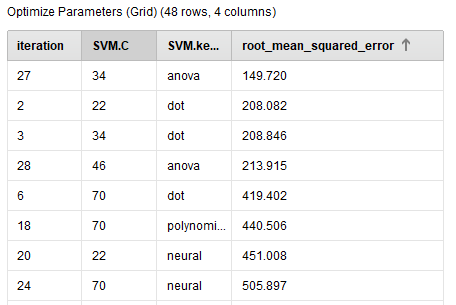 Optimize Parameters (Grid) (48 rows, 4 columns)
iteration SVM.C SVM.ke... root_mean_squared_error ↑
27 34 anova 149.720
2 22 dot 208.082
3 34 dot 208.846
28 46 anova 213.915
6 70 dot 419.402
18 70 polynomi... 440.506
20 22 neural 451.008
24 70 neural 505.897